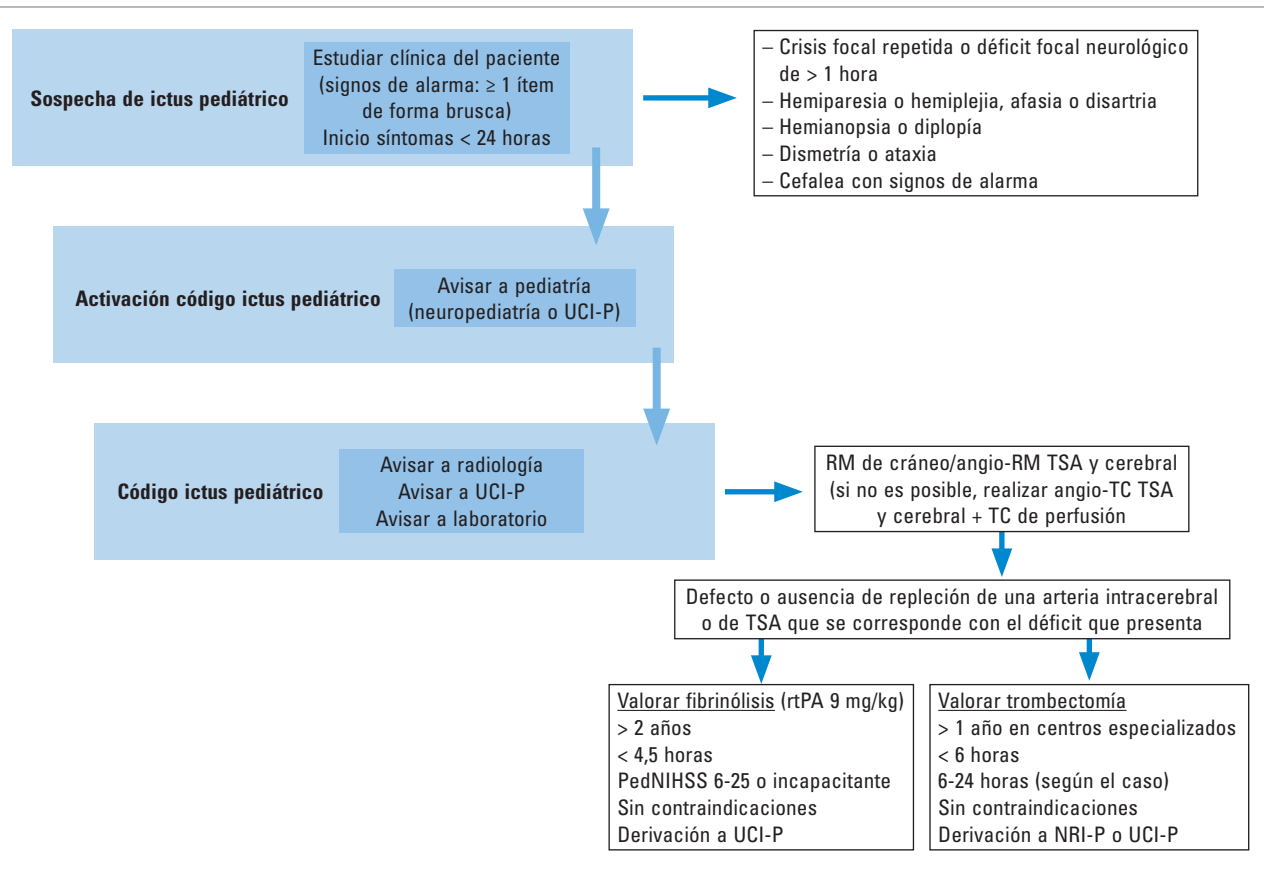 Sospecha de ictus pediátrico
Estudiar clínica del paciente
(signos de alarma: ≥ 1 ítem
de forma brusca)
Inicio síntomas < 24 horas
– Crisis focal repetida o déficit focal neurológico
de > 1 hora
– Hemiparesia o hemiplejia, afasia o disartria
– Hemianopsia o diplopía
– Dismetría o ataxia
– Cefalea con signos de alarma
Activación código ictus pediátrico
Avisar a pediatría
(neuropediatría o UCI-P)
Código ictus pediátrico
Avisar a radiología
Avisar a UCI-P
Avisar a laboratorio
RM de cráneo/angio-RM TSA y cerebral
(si no es posible, realizar angio-TC TSA
y cerebral + TC de perfusión
Defecto o ausencia de repleción de una arteria intracerebral
o de TSA que se corresponde con el déficit que presenta
Valorar fibrinólisis (rtPA 9 mg/kg)
> 2 años
< 4,5 horas
PedNIHSS 6-25 o incapacitante
Sin contraindicaciones
Derivación a UCI-P
Valorar trombectomía
> 1 año en centros especializados
< 6 horas
6-24 horas (según el caso)
Sin contraindicaciones
Derivación a NRI-P o UCI-P